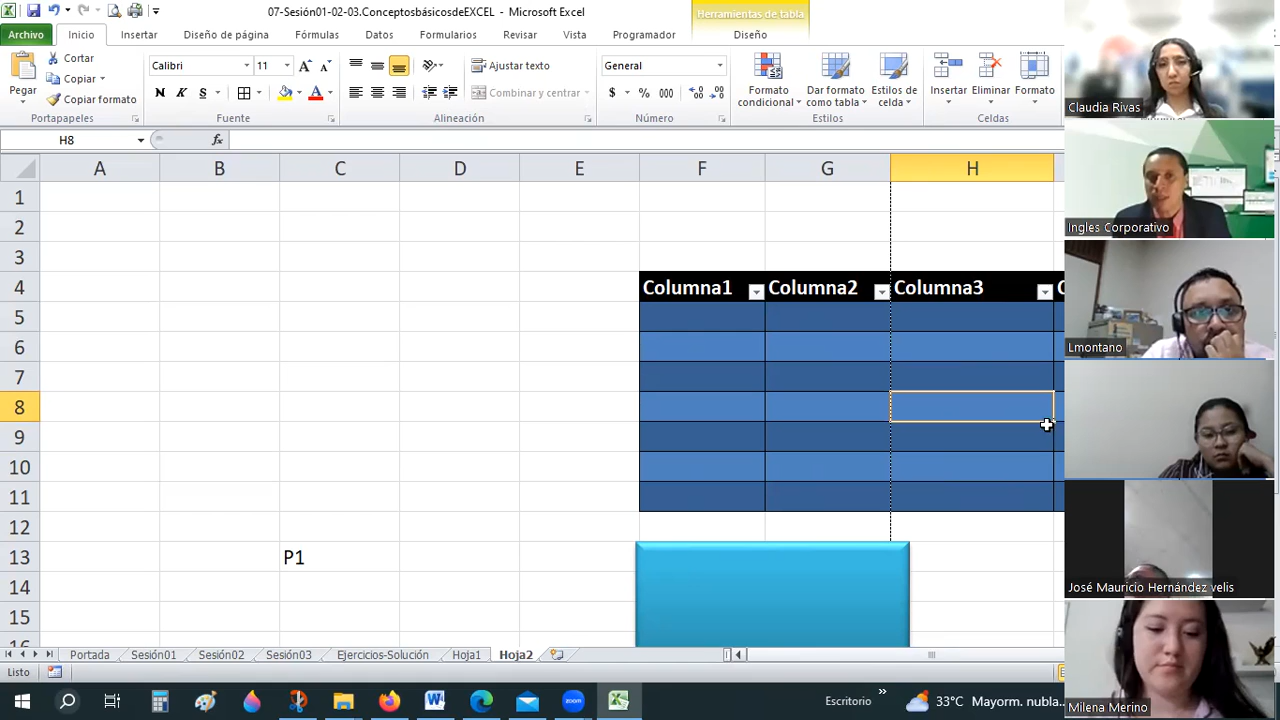 07-Sesión01-02-03.ConceptosbásicosdeEXCEL - Microsoft Excel
Herramientas de tabla
Archivo Inicio Insertar Diseño de página Fórmulas Datos Formularios Revisar Vista Programador Diseño
Cortar
Copiar
Copiar formato
Pegar
Portapapeles
Calibri 11
N K S
Fuente
Ajustar texto
Combinar y centrar
Alineación
General
$ % 000
Número
Formato condicional
Dar formato como tabla
Estilos de celda
Estilos
Insertar Eliminar Formato
Celdas
H8
fx
A B C D E F G H
1
2
3
4 Columna1 Columna2 Columna3
5
6
7
8
9
10
11
12
13 P1
14
15
Portada Sesión01 Sesión02 Sesión03 Ejercicios-Solución Hoja1 Hoja2
Listo
Escritorio
33°C Mayorm. nubla...
Claudia Rivas
Ingles Corporativo
Lmontano
José Mauricio Hernández velis
Milena Merino